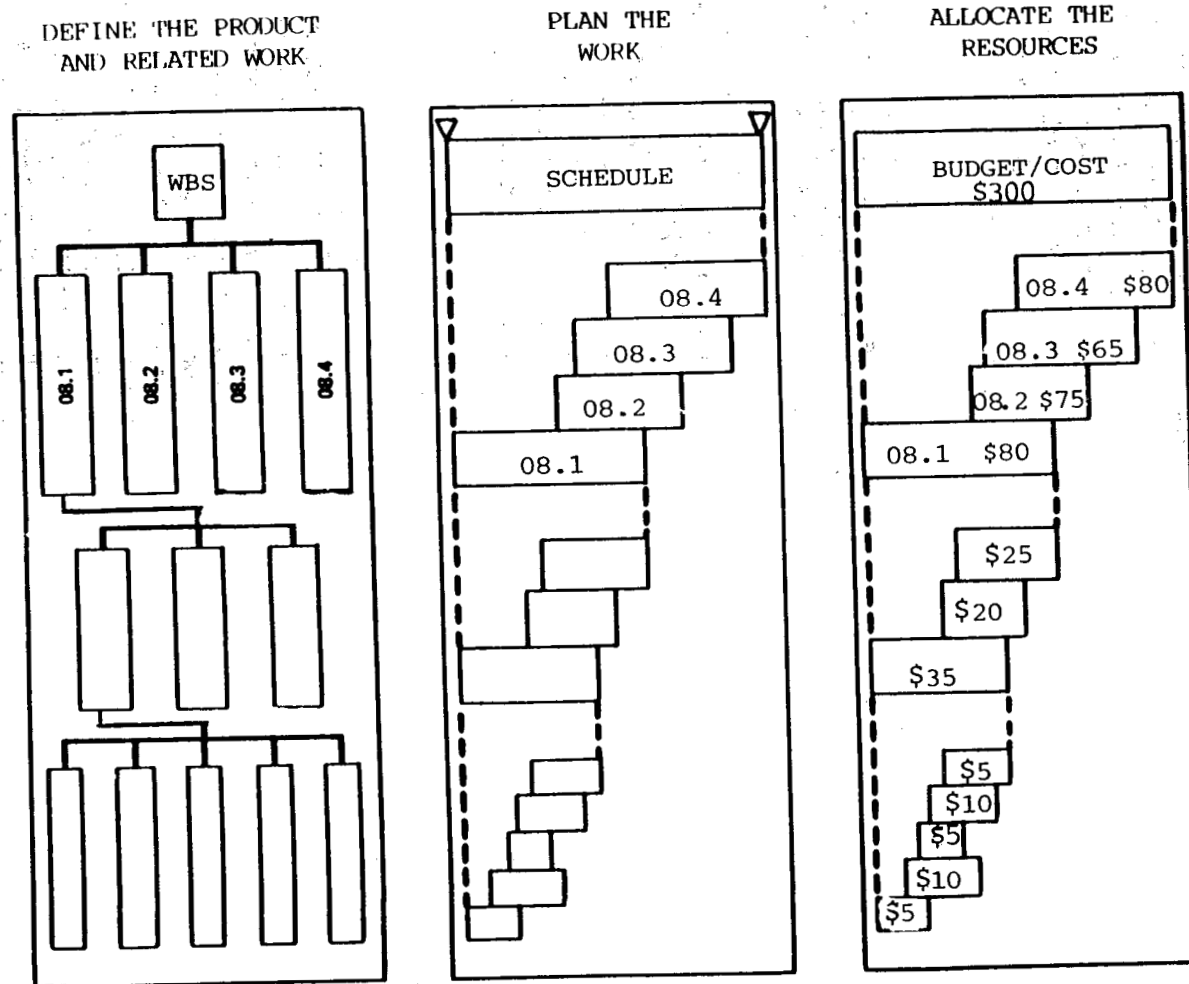 DEFINE THE PRODUCT
AND RELATED WORK
WBS
08.1
08.2
08.3
08.4
PLAN THE
WORK
SCHEDULE
08.4
08.3
08.2
08.1
ALLOCATE THE
RESOURCES
BUDGET/COST
$300
08.4 $80
08.3 $65
08.2 $75
08.1 $80
$25
$20
$35
$5
$10
$5
$10
$5